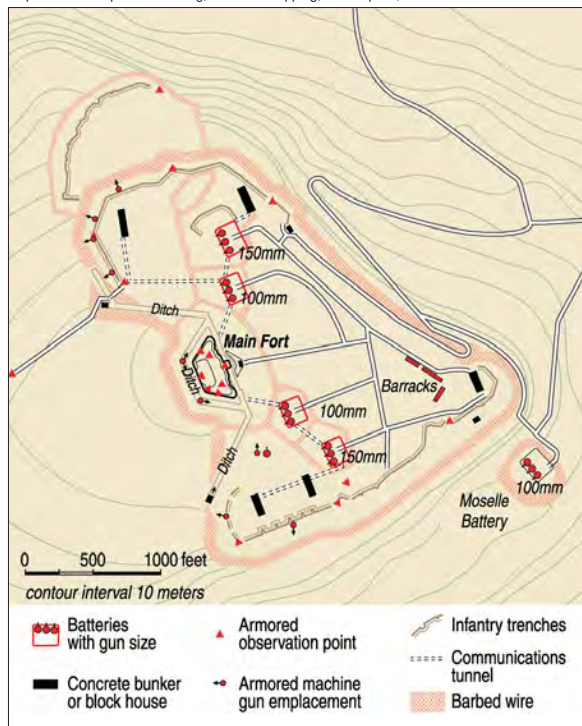 150mm
100mm
Ditch
Main Fort
Ditch
Barracks
100mm
150mm
Ditch
100mm
Moselle
Battery
0 500 1000 feet
contour interval 10 meters
Batteries
with gun size
Armored
observation point
Infantry trenches
Communications
tunnel
Concrete bunker
or block house
Armored machine
gun emplacement
Barbed wire